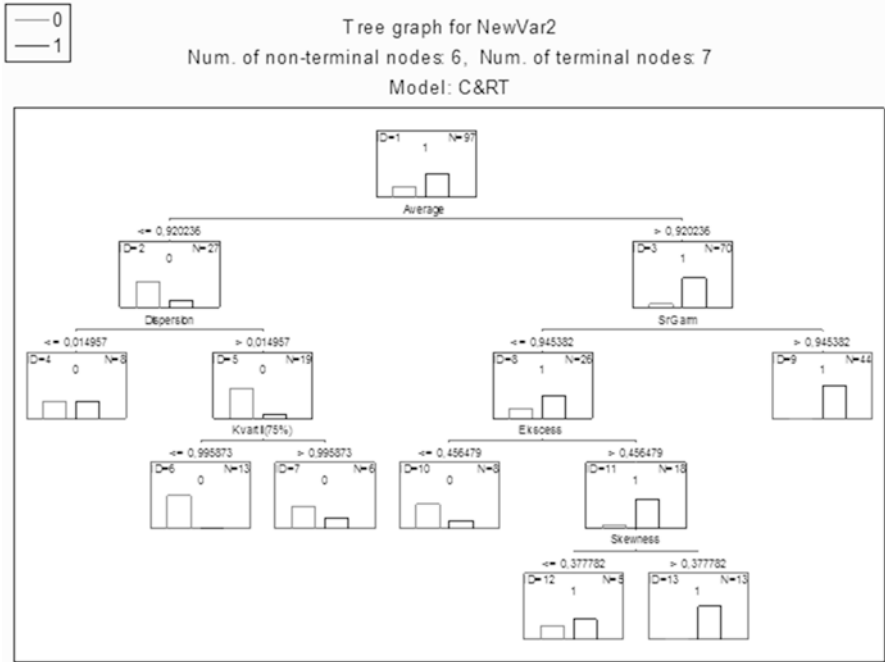 0
1
Tree graph for NewVar2
Num. of non-terminal nodes: 6, Num. of terminal nodes: 7
Model: C&RT
ID=1 N=97
1
Average
<= 0,920236 > 0,920236
ID=2 N=27 ID=3 N=70
0 1
Dispersion SrGarm
<= 0,014957 > 0,014957 <= 0,945382 > 0,945382
ID=4 N=8 ID=5 N=19 ID=8 N=26 ID=9 N=44
0 0 1 1
Kvartil(75%) Ekscess
<= 0,995873 > 0,995873 <= 0,456479 > 0,456479
ID=6 N=13 ID=7 N=6 ID=10 N=8 ID=11 N=18
0 0 0 1
Skewness
<= 0,377782 > 0,377782
ID=12 N=5 ID=13 N=13
1 1